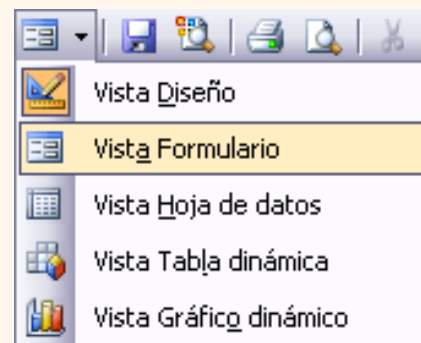 Vista Diseño
Vista Formulario
Vista Hoja de datos
Vista Tabla dinámica
Vista Gráfico dinámico